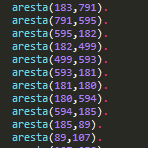 aresta(183,791).
aresta(791,595).
aresta(595,182).
aresta(182,499).
aresta(499,593).
aresta(593,181).
aresta(181,180).
aresta(180,594).
aresta(594,185).
aresta(185,89).
aresta(89,107).